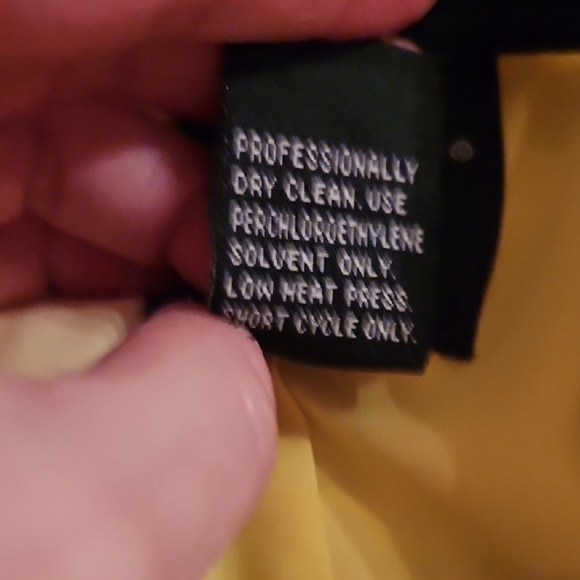 PROFESSIONALLY
DRY CLEAN. USE
PERCHLOROETHYLENE
SOLVENT ONLY.
LOW HEAT PRESS.
SHORT CYCLE ONLY.